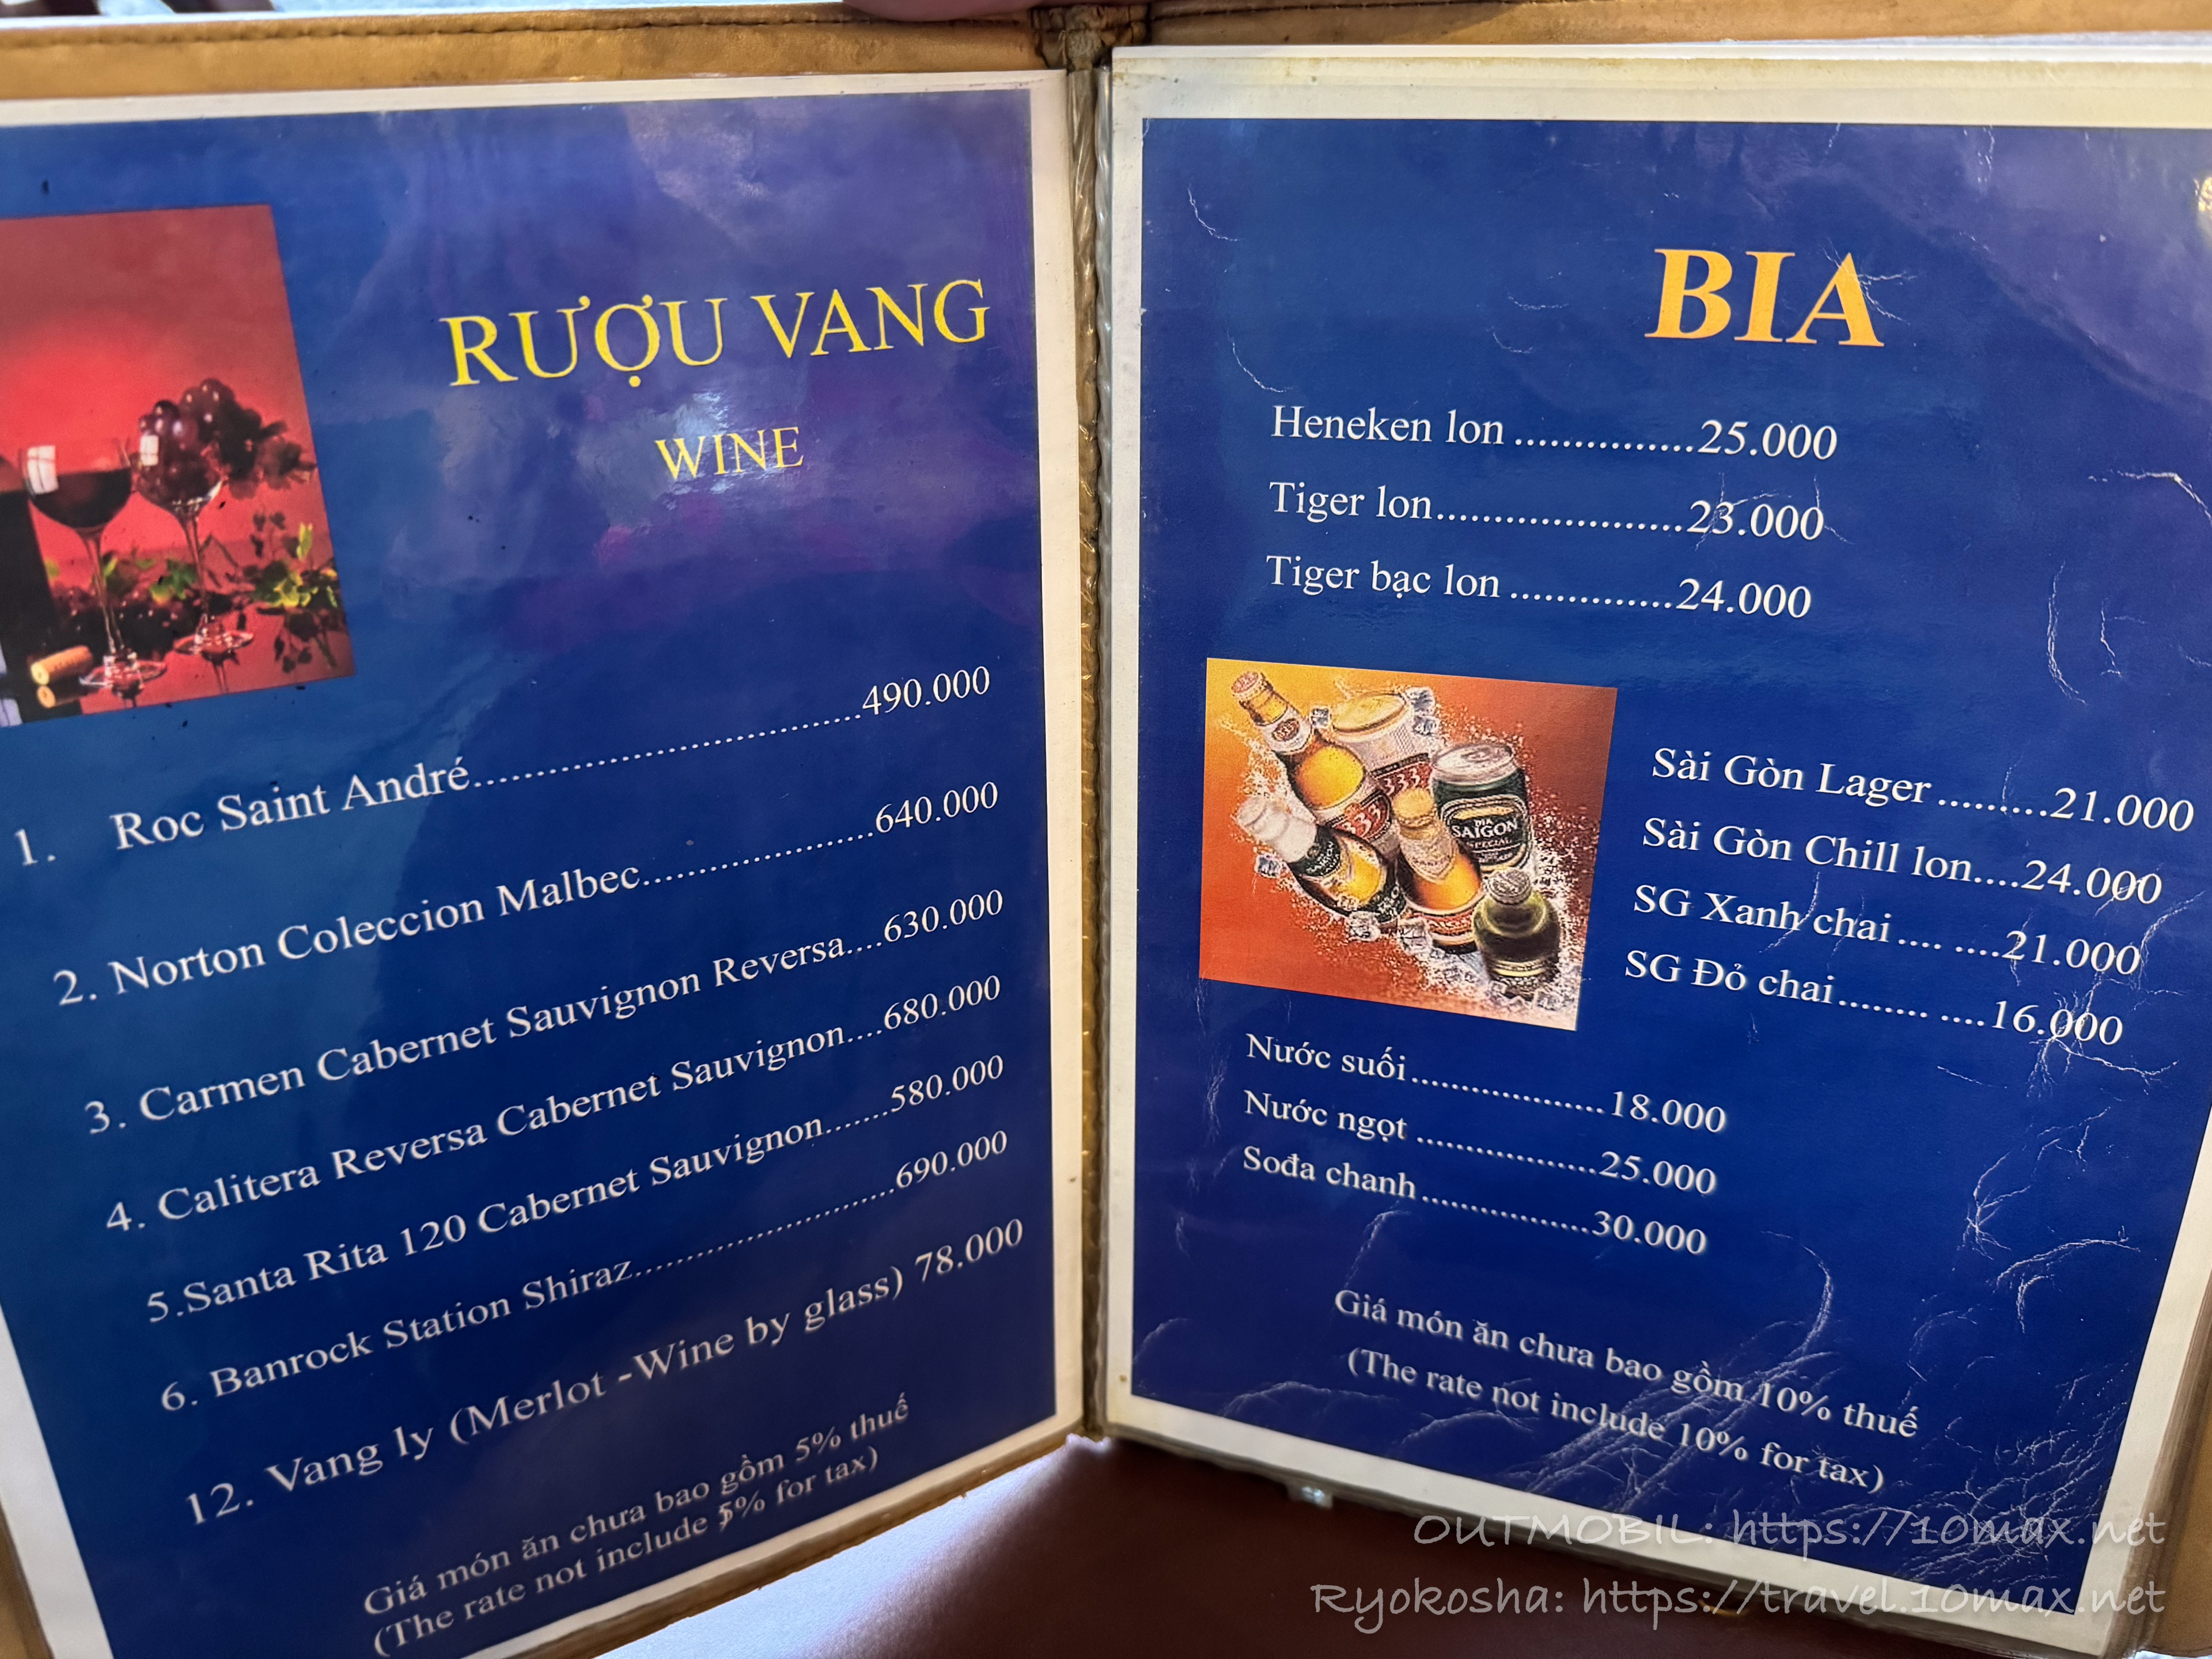 RƯỢU VANG
WINE
1. Roc Saint André..........................................490.000
2. Norton Coleccion Malbec.........................640.000
3. Carmen Cabernet Sauvignon Reversa....630.000
4. Calitera Reversa Cabernet Sauvignon....680.000
5.Santa Rita 120 Cabernet Sauvignon.......580.000
6. Banrock Station Shiraz............................690.000
12. Vang ly (Merlot -Wine by glass) 78.000
Giá món ăn chưa bao gồm 5% thuế
(The rate not include 5% for tax)
BIA
Heneken lon ...............25.000
Tiger lon.....................23.000
Tiger bạc lon ..............24.000
333
333
BIA
SAIGON
SPECIAL
Sài Gòn Lager .........21.000
Sài Gòn Chill lon....24.000
SG Xanh chai .... ....21.000
SG Đỏ chai........ ....16.000
Nước suối...................18.000
Nước ngọt ..................25.000
Sođa chanh .................30.000
Giá món ăn chưa bao gồm 10% thuế
(The rate not include 10% for tax)
OUTMOBIL: https://10max.net
Ryokosha: https://travel.10max.net